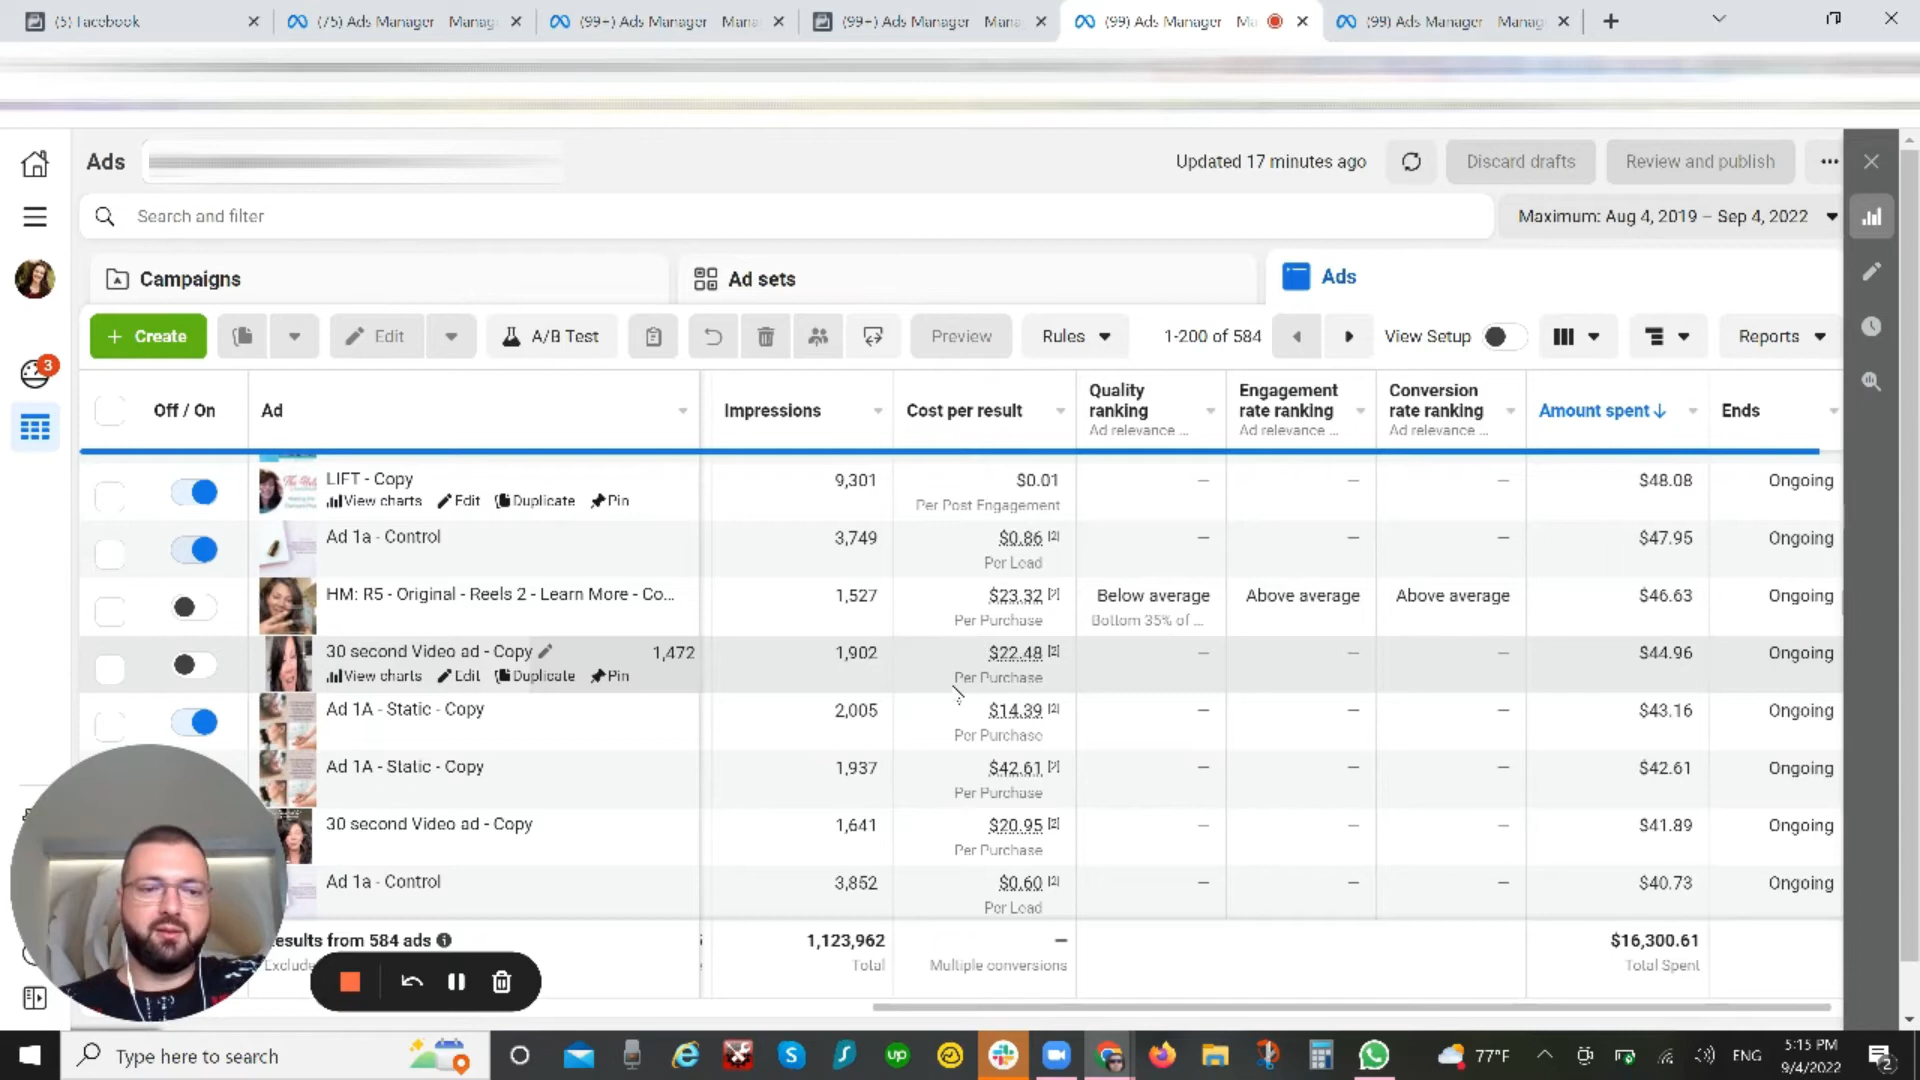 (5) Facebook
(75) Ads Manager - Manag
(99+) Ads Manager - Mana
(99+) Ads Manager - Mana
(99) Ads Manager - Ma
(99) Ads Manager - Manag
Ads
Updated 17 minutes ago
Discard drafts
Review and publish
Search and filter
Maximum: Aug 4, 2019 – Sep 4, 2022
Campaigns
Ad sets
Ads
+ Create
Edit
A/B Test
Preview
Rules
1-200 of 584
View Setup
Reports
3
Off / On
Ad
Impressions
Cost per result
Quality ranking
Ad relevance ...
Engagement rate ranking
Ad relevance ...
Conversion rate ranking
Ad relevance ...
Amount spent ↓
Ends
LIFT - Copy
View charts Edit Duplicate Pin
9,301
$0.01
Per Post Engagement
—
—
—
$48.08
Ongoing
Ad 1a - Control
3,749
$0.86 [2]
Per Lead
—
—
—
$47.95
Ongoing
HM: R5 - Original - Reels 2 - Learn More - Co...
1,527
$23.32 [2]
Per Purchase
Below average
Bottom 35% of ...
Above average
Above average
$46.63
Ongoing
30 second Video ad - Copy
View charts Edit Duplicate Pin
1,472
1,902
$22.48 [2]
Per Purchase
—
—
—
$44.96
Ongoing
Ad 1A - Static - Copy
2,005
$14.39 [2]
Per Purchase
—
—
—
$43.16
Ongoing
Ad 1A - Static - Copy
1,937
$42.61 [2]
Per Purchase
—
—
—
$42.61
Ongoing
30 second Video ad - Copy
1,641
$20.95 [2]
Per Purchase
—
—
—
$41.89
Ongoing
Ad 1a - Control
3,852
$0.60 [2]
Per Lead
—
—
—
$40.73
Ongoing
esults from 584 ads
Exclude
1,123,962
Total
—
Multiple conversions
$16,300.61
Total Spent
Type here to search
up
77°F
ENG
5:15 PM
9/4/2022
2